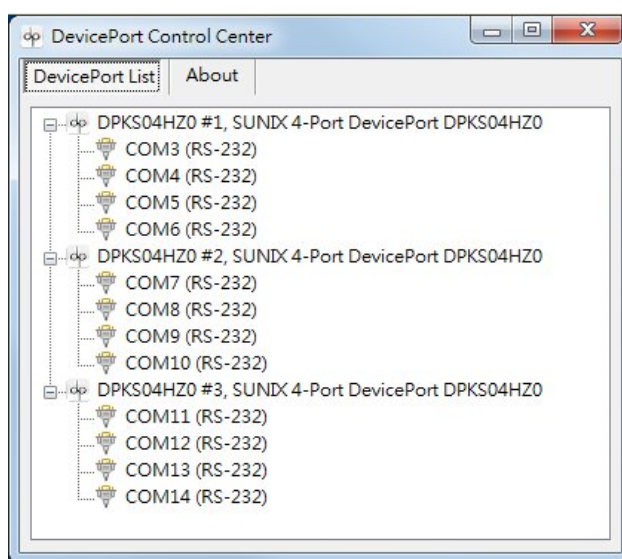 DevicePort Control Center
DevicePort List About
DPKS04HZ0 #1, SUNIX 4-Port DevicePort DPKS04HZ0
COM3 (RS-232)
COM4 (RS-232)
COM5 (RS-232)
COM6 (RS-232)
DPKS04HZ0 #2, SUNIX 4-Port DevicePort DPKS04HZ0
COM7 (RS-232)
COM8 (RS-232)
COM9 (RS-232)
COM10 (RS-232)
DPKS04HZ0 #3, SUNIX 4-Port DevicePort DPKS04HZ0
COM11 (RS-232)
COM12 (RS-232)
COM13 (RS-232)
COM14 (RS-232)